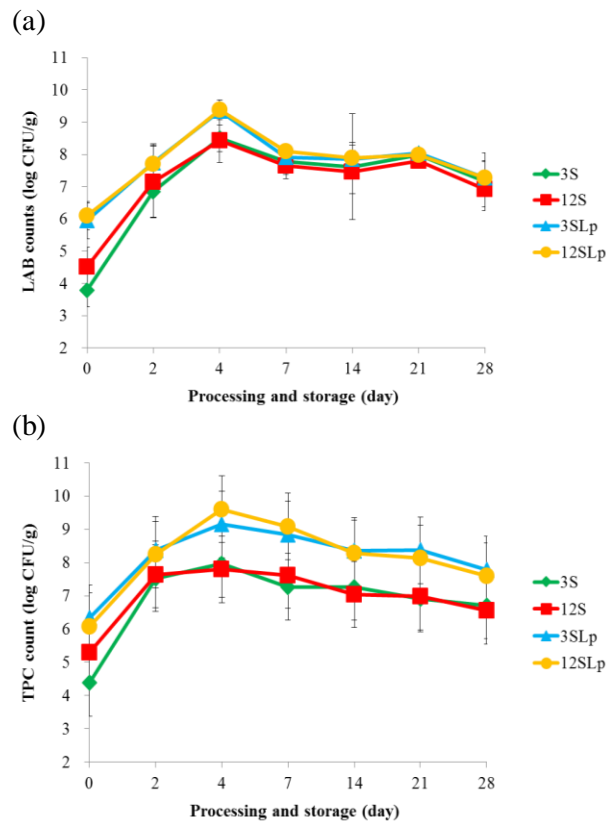 (a)
11
10
9
8
7
6
5
4
3
2
LAB counts (log CFU/g)
0 2 4 7 14 21 28
Processing and storage (day)
3S
12S
3SLp
12SLp
(b)
11
10
9
8
7
6
5
4
3
2
TPC count (log CFU/g)
0 2 4 7 14 21 28
Processing and storage (day)
3S
12S
3SLp
12SLp